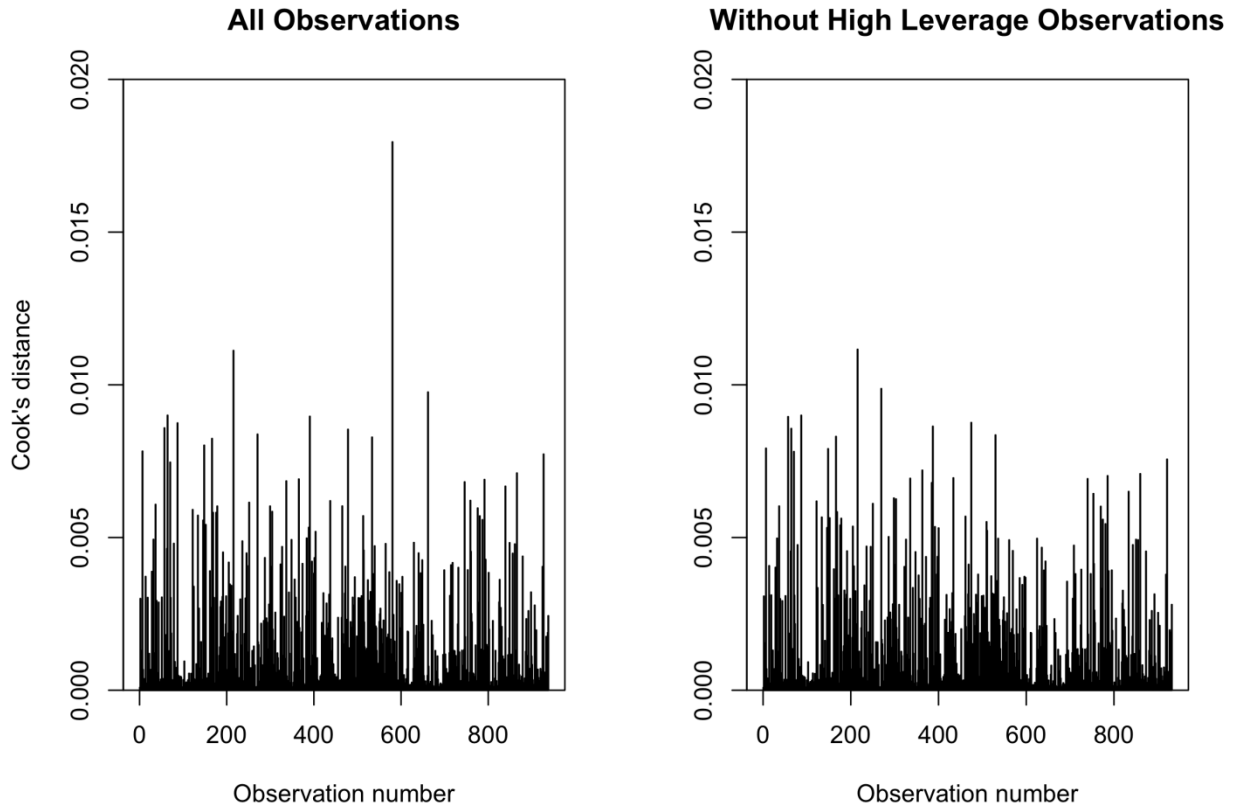 All Observations
Cook's distance
0.020
0.015
0.010
0.005
0.000
0 200 400 600 800
Observation number
Without High Leverage Observations
0.020
0.015
0.010
0.005
0.000
0 200 400 600 800
Observation number